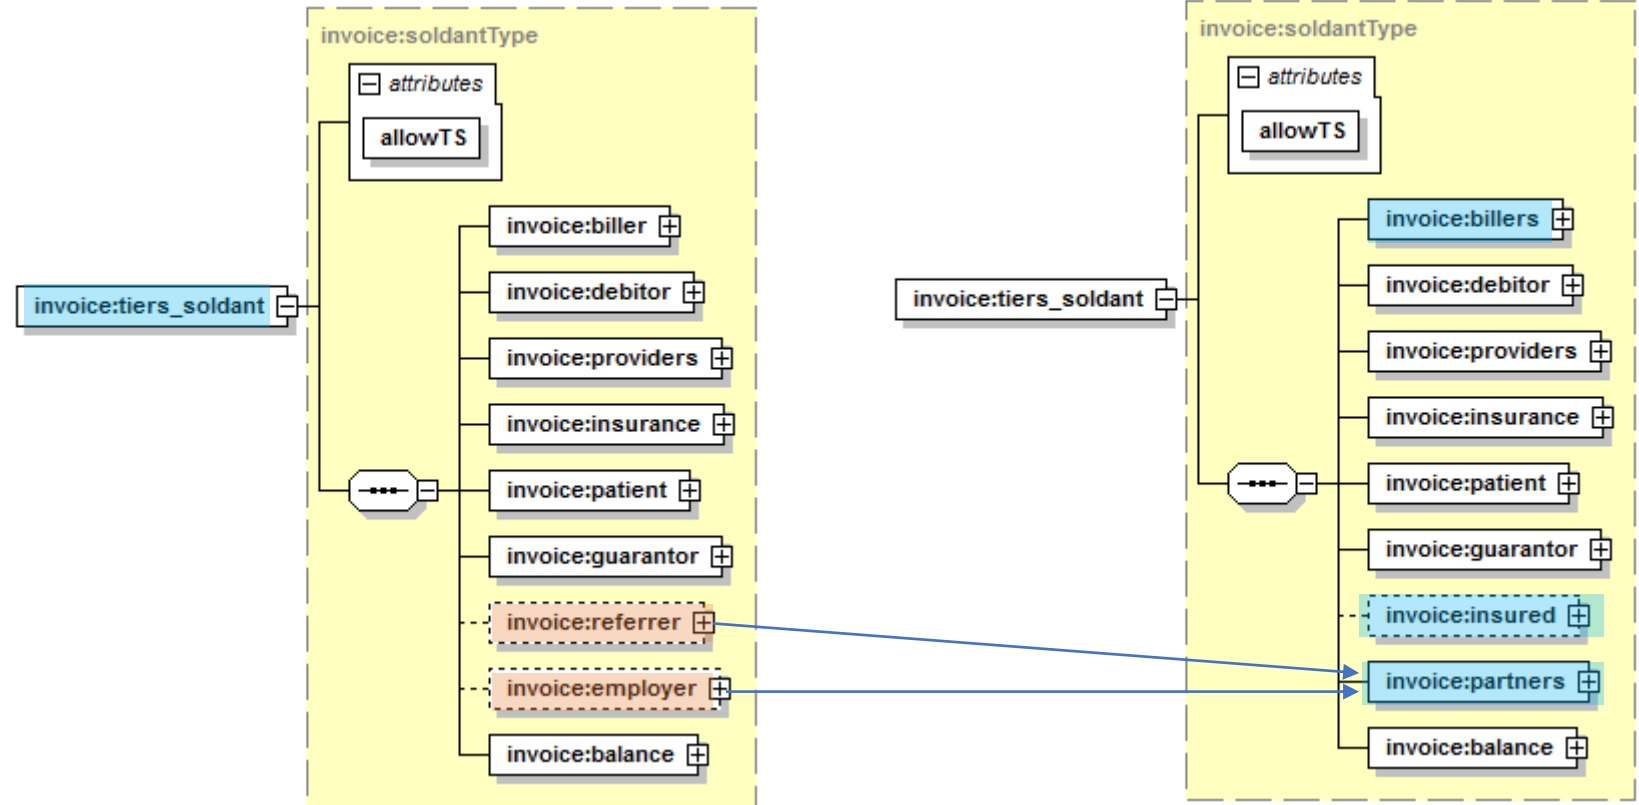 invoice:soldantType
attributes
allowTS
invoice:biller
invoice:debitor
invoice:tiers_soldant
invoice:providers
invoice:insurance
invoice:patient
invoice:guarantor
invoice:referrer
invoice:employer
invoice:balance
invoice:soldantType
attributes
allowTS
invoice:billers
invoice:debitor
invoice:tiers_soldant
invoice:providers
invoice:insurance
invoice:patient
invoice:guarantor
invoice:insured
invoice:partners
invoice:balance